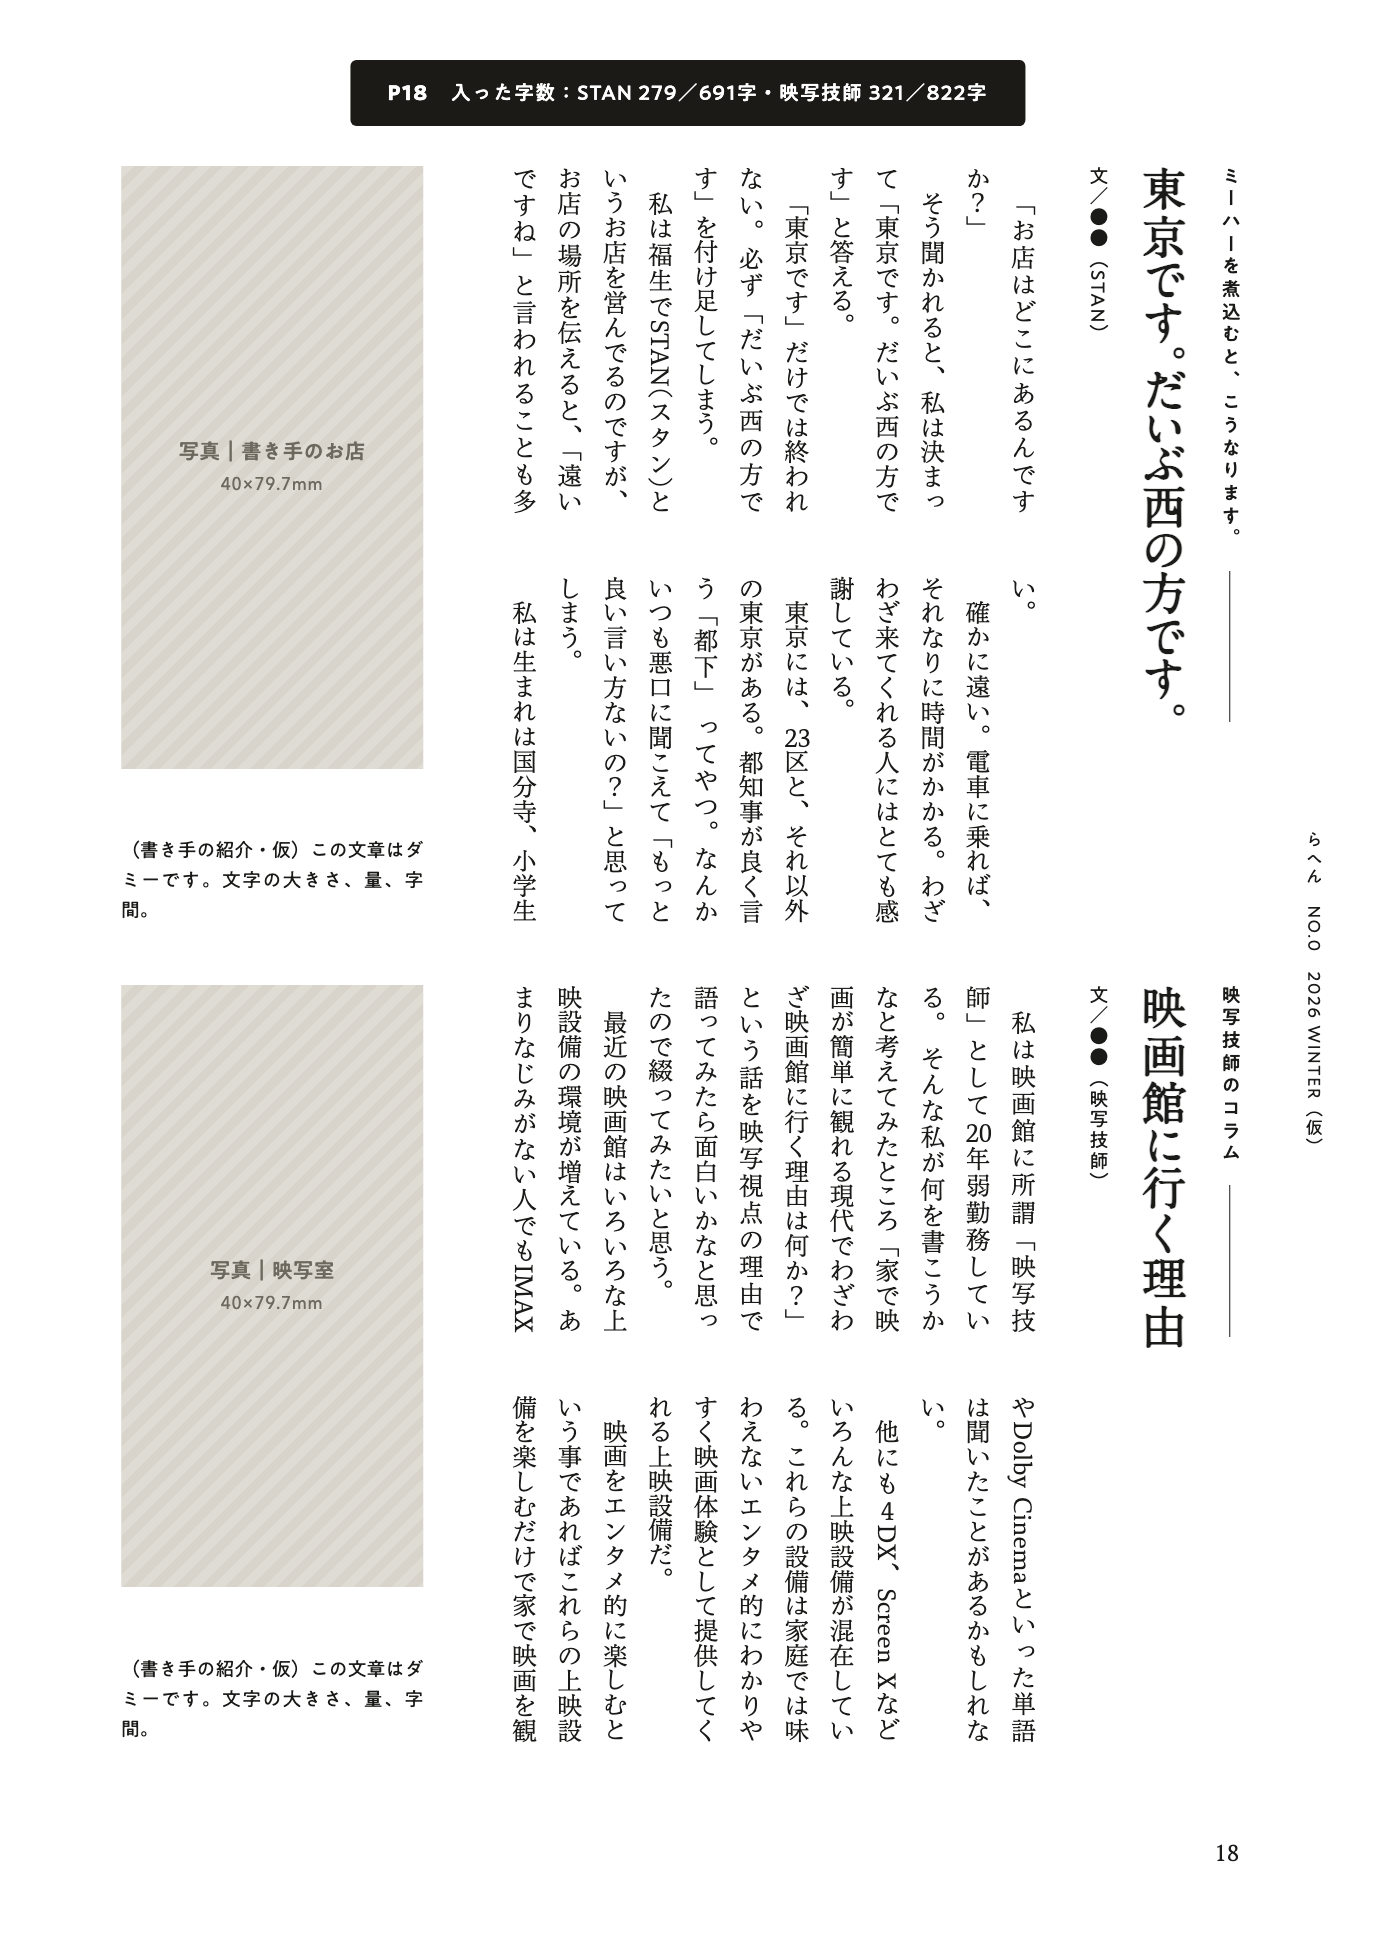 P18 入った字数：STAN 279／691字・映写技師 321／822字
らへん NO.0 2026 WINTER（仮）
ミーハーを煮込むと、こうなります。
東京です。だいぶ西の方です。
文／●●（STAN）
「お店はどこにあるんです
か？」
そう聞かれると、私は決まっ
て「東京です。だいぶ西の方で
す」と答える。
「東京です」だけでは終われ
ない。必ず「だいぶ西の方で
す」を付け足してしまう。
私は福生でSTAN（スタン）と
いうお店を営んでるのですが、
お店の場所を伝えると、「遠い
ですね」と言われることも多
い。
確かに遠い。電車に乗れば、
それなりに時間がかかる。わざ
わざ来てくれる人にはとても感
謝している。
東京には、23区と、それ以外
の東京がある。都知事が良く言
う「都下」ってやつ。なんか
いつも悪口に聞こえて「もっと
良い言い方ないの？」と思って
しまう。
私は生まれは国分寺、小学生
写真｜書き手のお店
40×79.7mm
（書き手の紹介・仮）この文章はダ
ミーです。文字の大きさ、量、字
間。
映写技師のコラム
映画館に行く理由
文／●●（映写技師）
私は映画館に所謂「映写技
師」として20年弱勤務してい
る。そんな私が何を書こうか
なと考えてみたところ「家で映
画が簡単に観れる現代でわざわ
ざ映画館に行く理由は何か？」
という話を映写視点の理由で
語ってみたら面白いかなと思っ
たので綴ってみたいと思う。
最近の映画館はいろいろな上
映設備の環境が増えている。あ
まりなじみがない人でもIMAX
やDolby Cinemaといった単語
は聞いたことがあるかもしれな
い。
他にも４DX、Screen Xなど
いろんな上映設備が混在してい
る。これらの設備は家庭では味
わえないエンタメ的にわかりや
すく映画体験として提供してく
れる上映設備だ。
映画をエンタメ的に楽しむと
いう事であればこれらの上映設
備を楽しむだけで家で映画を観
写真｜映写室
40×79.7mm
（書き手の紹介・仮）この文章はダ
ミーです。文字の大きさ、量、字
間。
18